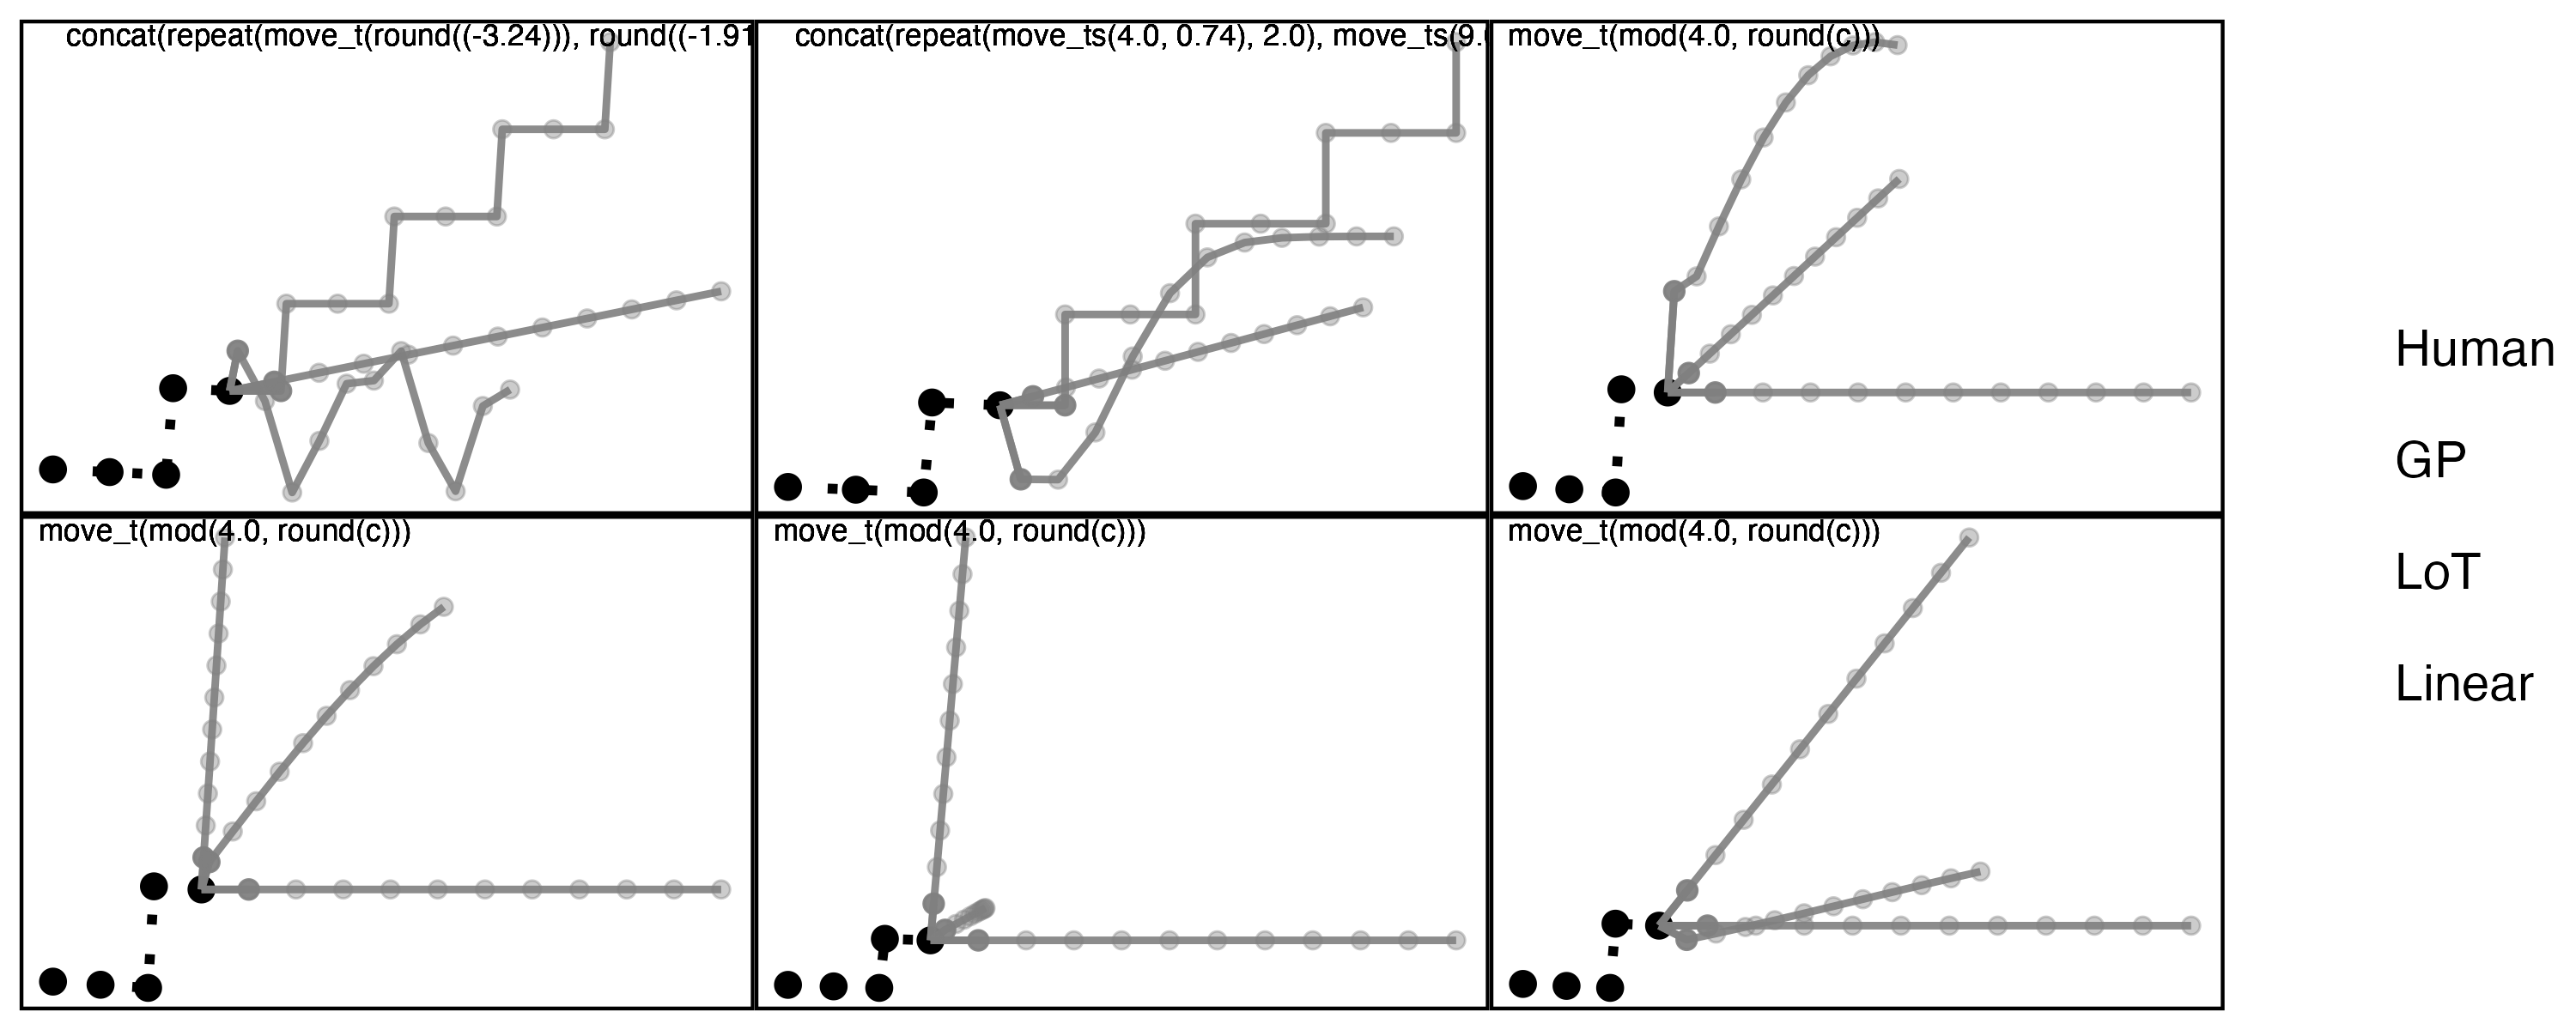 concat(repeat(move_t(round((-3.24))), round((-1.91
concat(repeat(move_ts(4.0, 0.74), 2.0), move_ts(9.
move_t(mod(4.0, round(c)))
move_t(mod(4.0, round(c)))
move_t(mod(4.0, round(c)))
move_t(mod(4.0, round(c)))
Human
GP
LoT
Linear